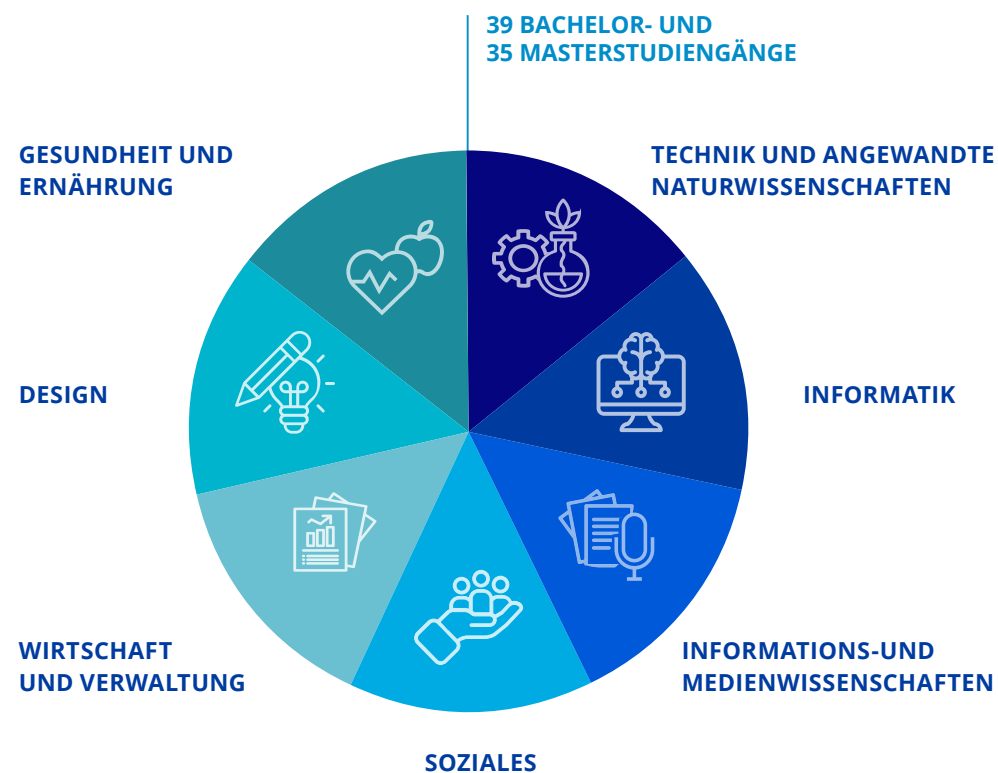 39 BACHELOR- UND
35 MASTERSTUDIENGÄNGE
GESUNDHEIT UND
ERNÄHRUNG
TECHNIK UND ANGEWANDTE
NATURWISSENSCHAFTEN
DESIGN
INFORMATIK
WIRTSCHAFT
UND VERWALTUNG
INFORMATIONS-UND
MEDIENWISSENSCHAFTEN
SOZIALES